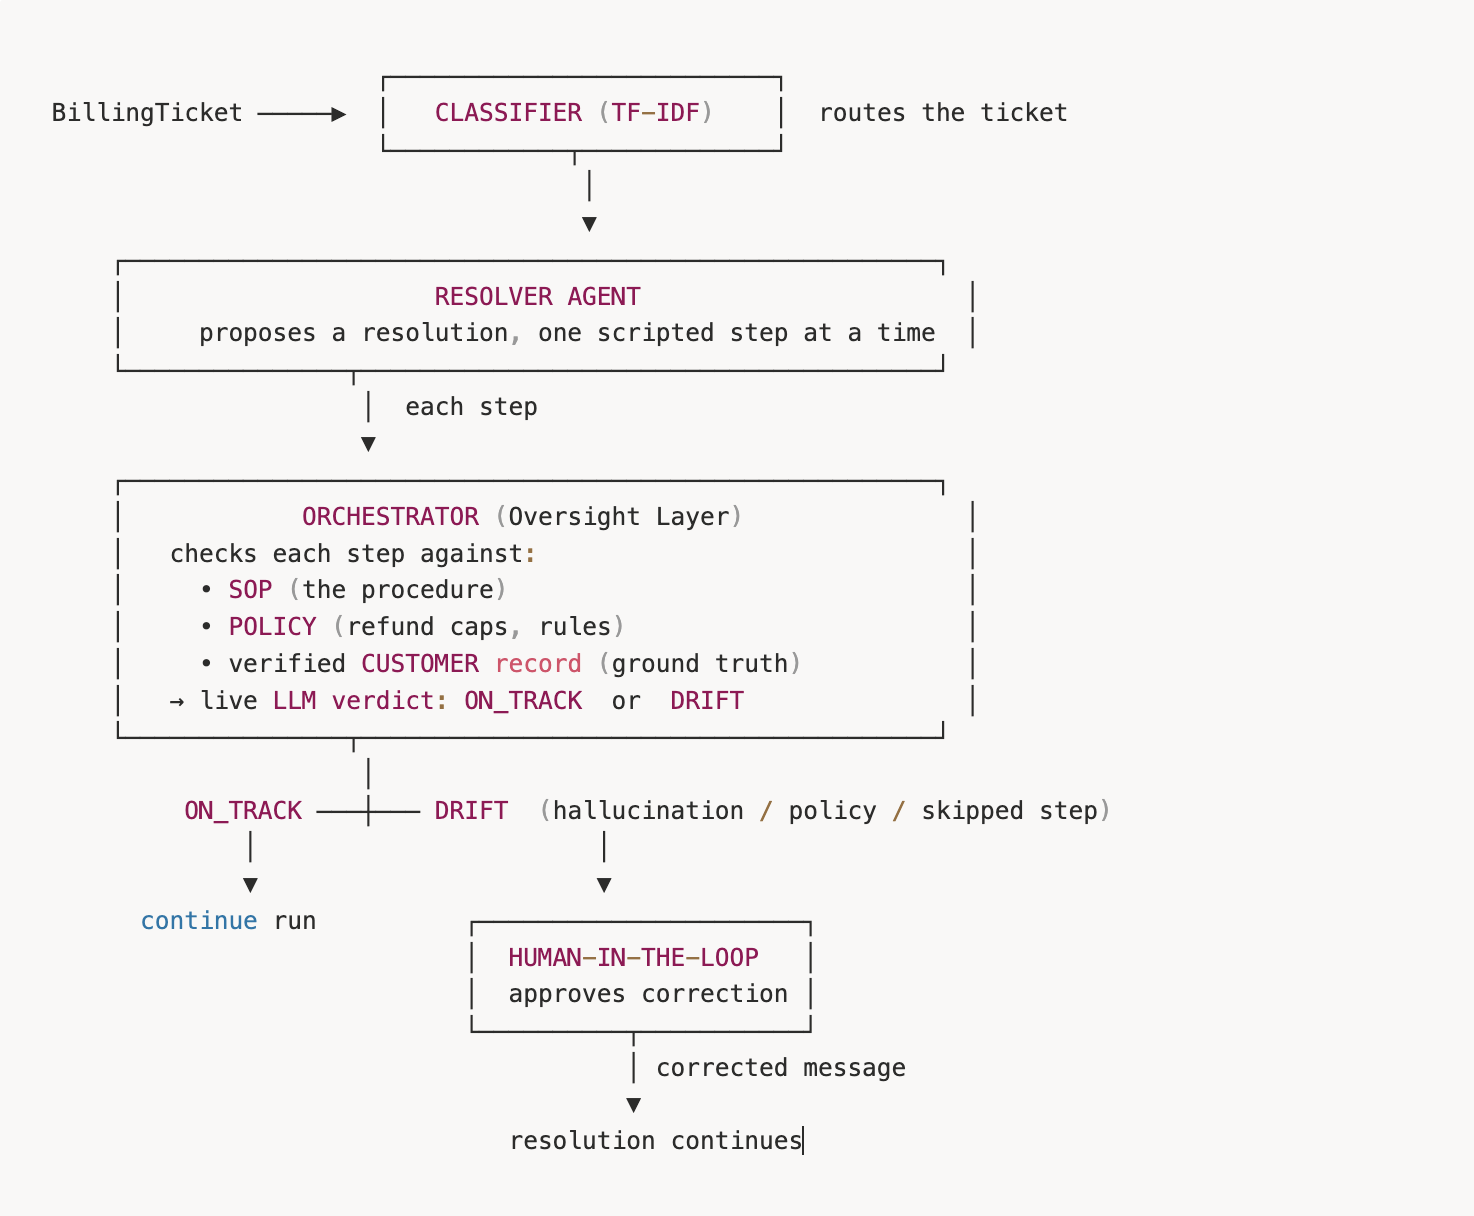 BillingTicket ───► CLASSIFIER (TF-IDF) routes the ticket
RESOLVER AGENT
proposes a resolution, one scripted step at a time
each step
ORCHESTRATOR (Oversight Layer)
checks each step against:
• SOP (the procedure)
• POLICY (refund caps, rules)
• verified CUSTOMER record (ground truth)
→ live LLM verdict: ON_TRACK or DRIFT
ON_TRACK ───┼─── DRIFT (hallucination / policy / skipped step)
continue run
HUMAN-IN-THE-LOOP
approves correction
corrected message
resolution continues